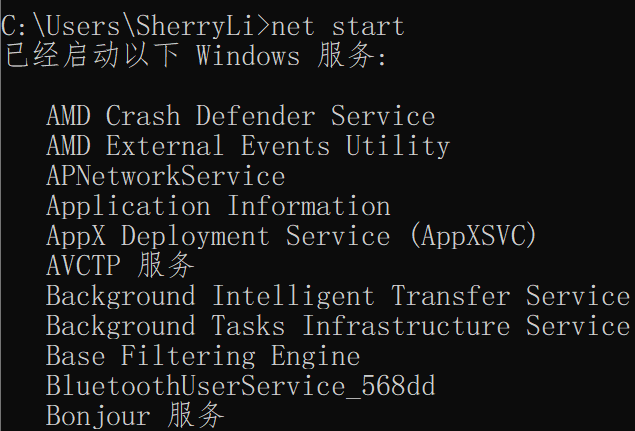 C:\Users\SherryLi>net start
已经启动以下 Windows 服务:
AMD Crash Defender Service
AMD External Events Utility
APNetworkService
Application Information
AppX Deployment Service (AppXSVC)
AVCTP 服务
Background Intelligent Transfer Service
Background Tasks Infrastructure Service
Base Filtering Engine
BluetoothUserService_568dd
Bonjour 服务